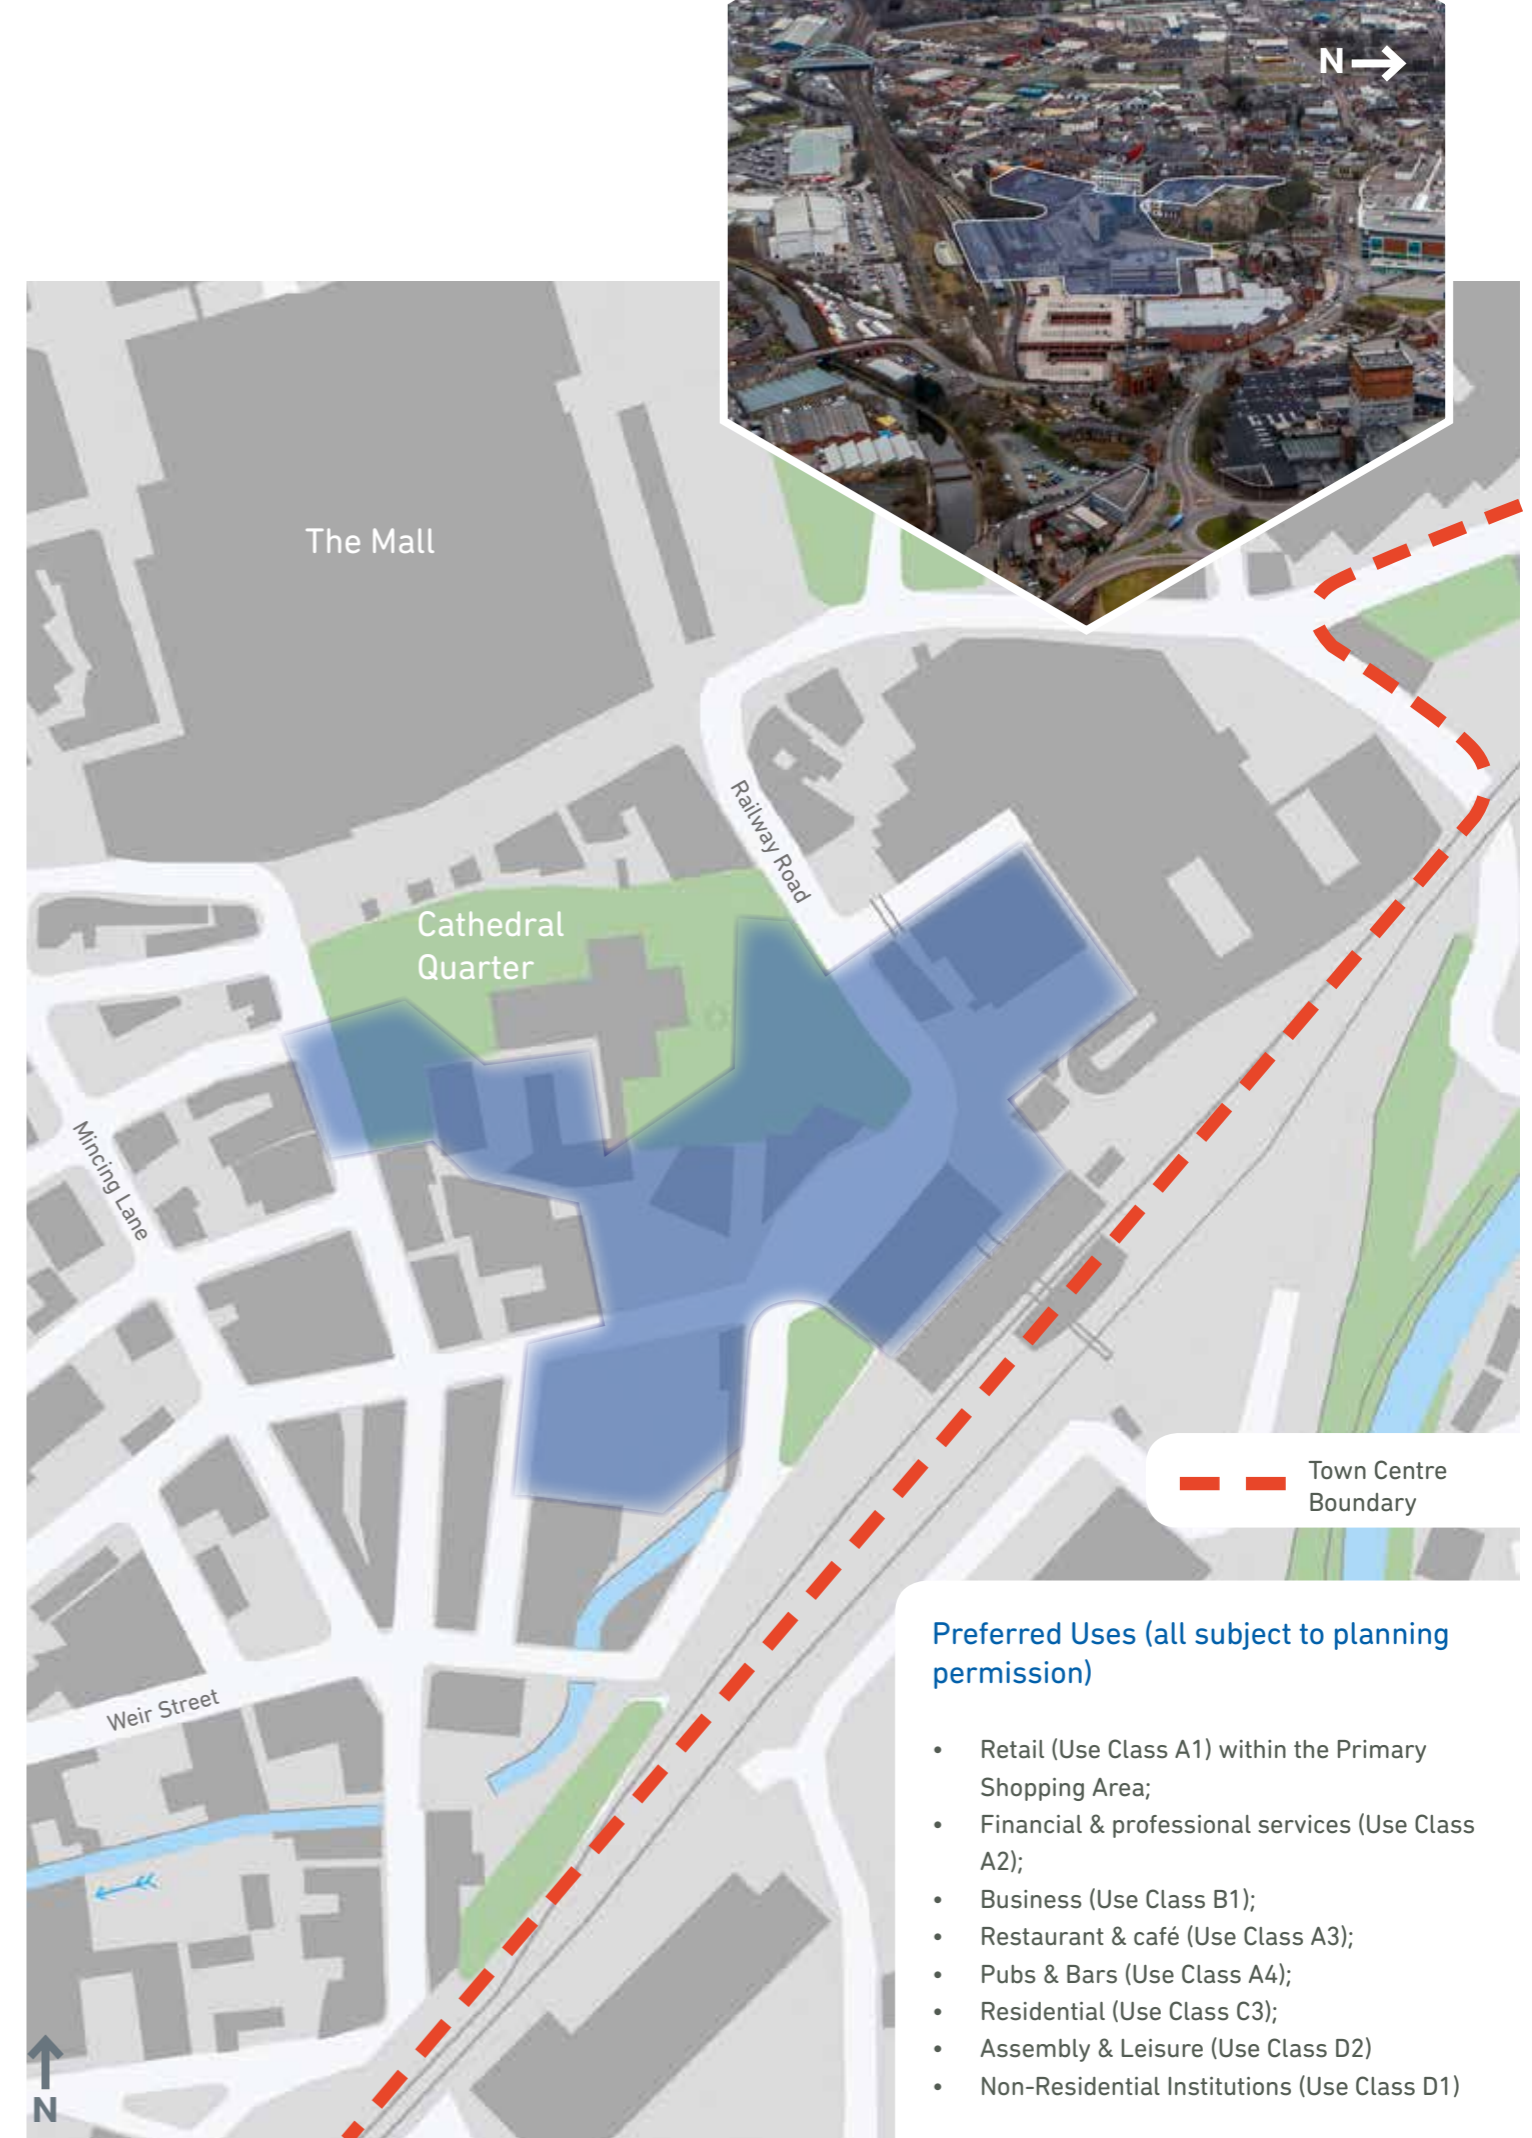 N
The Mall
Railway Road
Cathedral
Quarter
Mincing Lane
Town Centre
Boundary
Weir Street
Preferred Uses (all subject to planning
permission)
• Retail (Use Class A1) within the Primary
Shopping Area;
• Financial & professional services (Use Class
A2);
• Business (Use Class B1);
• Restaurant & café (Use Class A3);
• Pubs & Bars (Use Class A4);
• Residential (Use Class C3);
• Assembly & Leisure (Use Class D2)
• Non-Residential Institutions (Use Class D1)
N